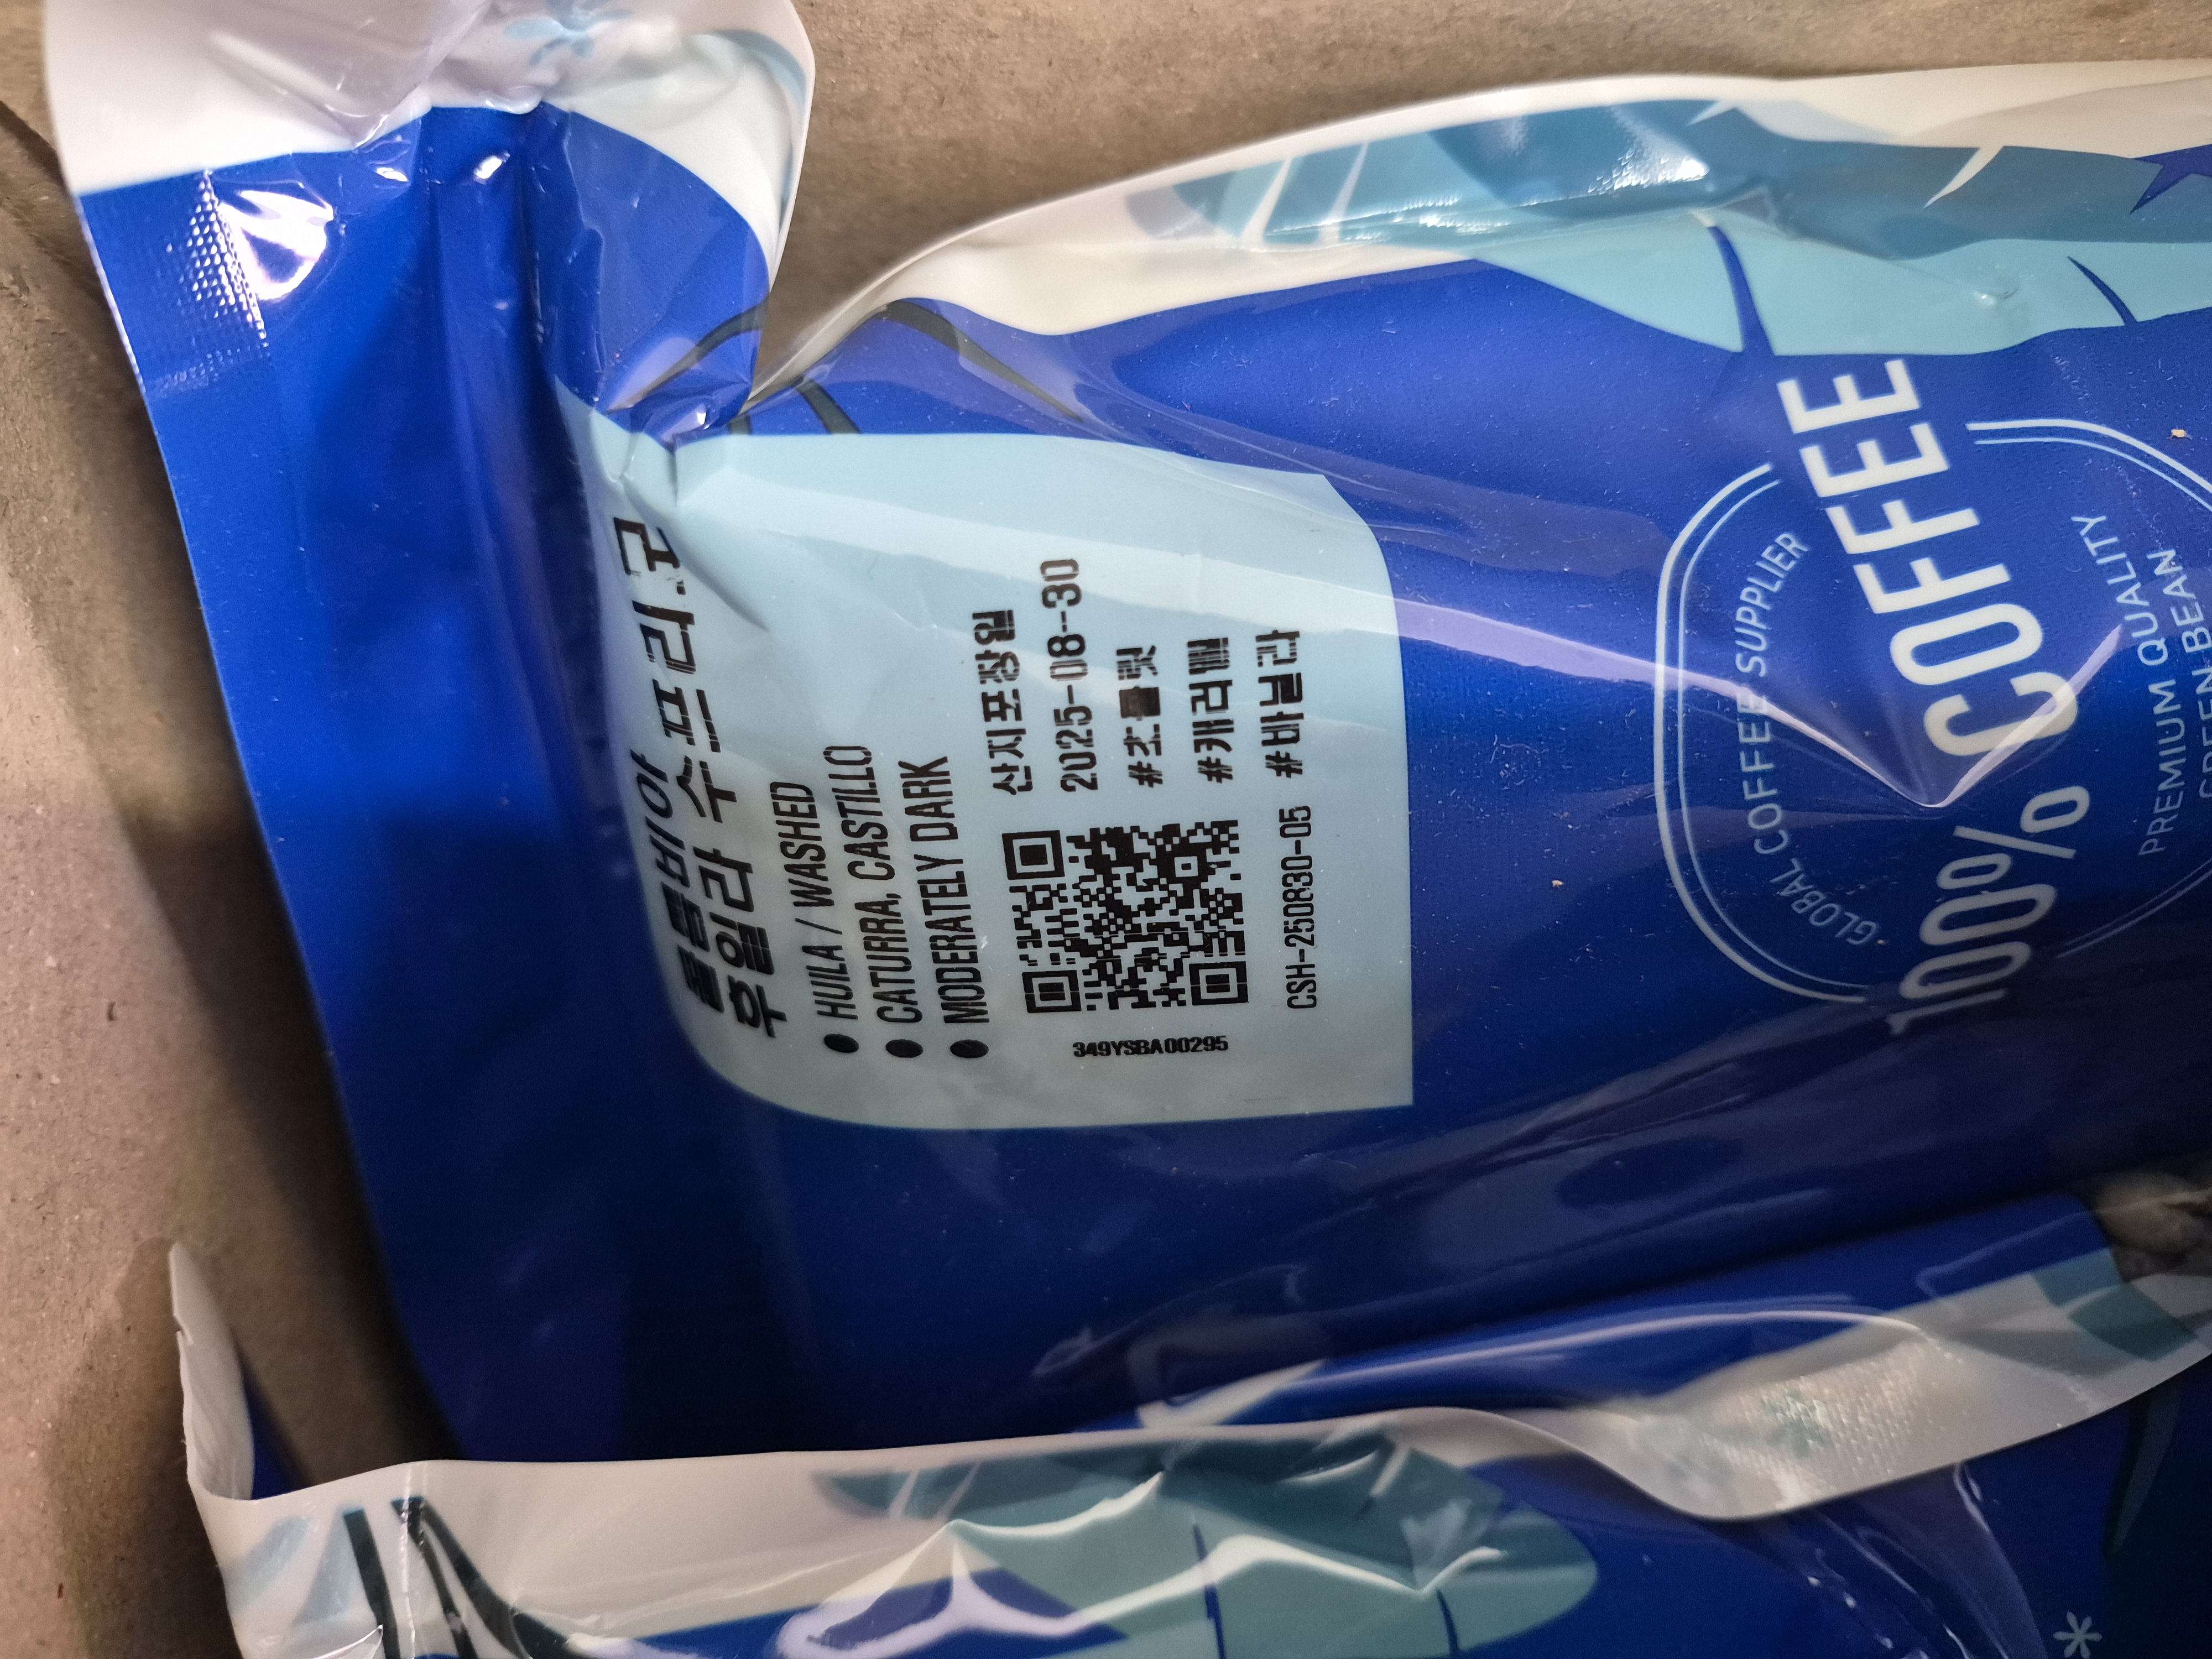 콜롬비아
후일라 수프리모
● HUILA / WASHED
● CATURRA, CASTILLO
● MODERATELY DARK
산지포장일
2025-08-30
#초콜릿
#캐러멜
#바닐라
349YSBA00295
CSH-250830-05
GLOBAL COFFEE SUPPLIER
100% COFFEE
PREMIUM QUALITY
GREEN BEAN